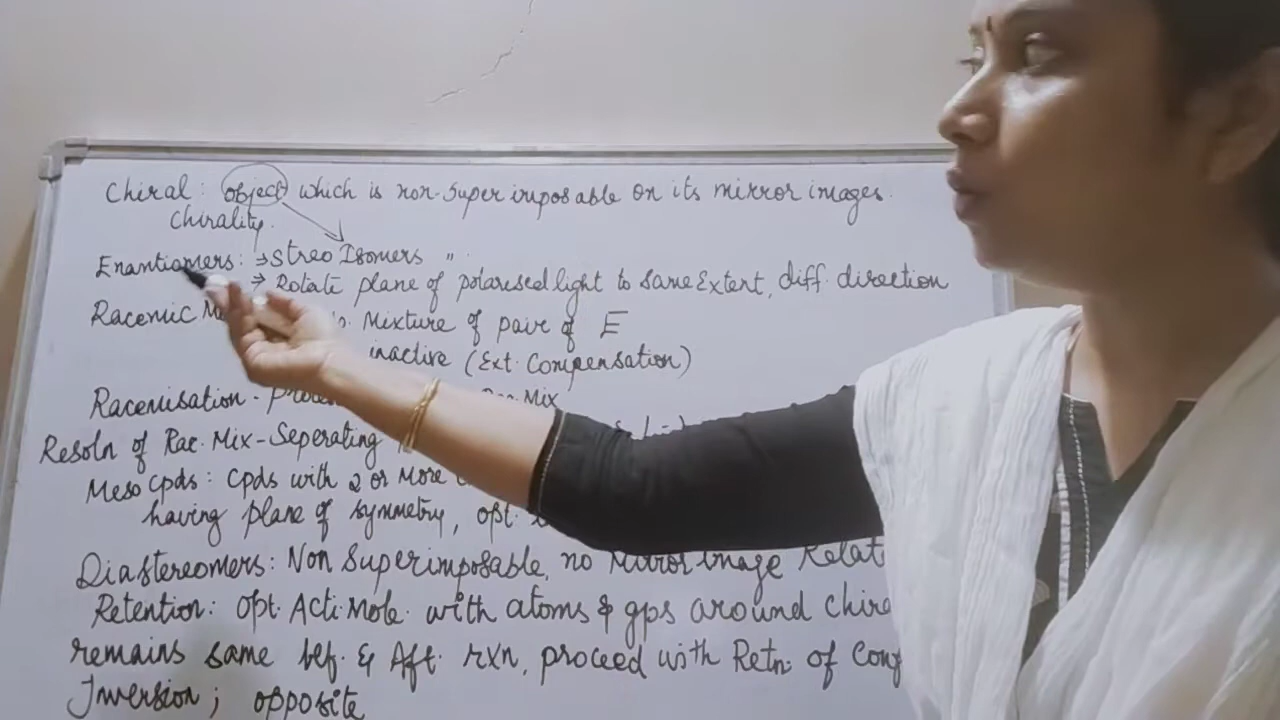 Chiral: object which is non-Super imposable on its mirror images.
Chirality.
Enantiomers: → Streo Isomers "
→ Rotate plane of polarised light to same Extent, diff. direction
Racemic Mixture of pair of E
inactive (Ext. Compensation)
Racemisation - Mix
Resoln of Rac. Mix - Seperating
Meso Cpds: Cpds with 2 or More
having plane of symmetry, opt.
Diastereomers: Non Superimposable, no Mirror image
Retention: opt. Acti. Mole. with atoms & gps around
remains same bef. & Aft. rxn, proceed with Retn. of
Inversion; opposite